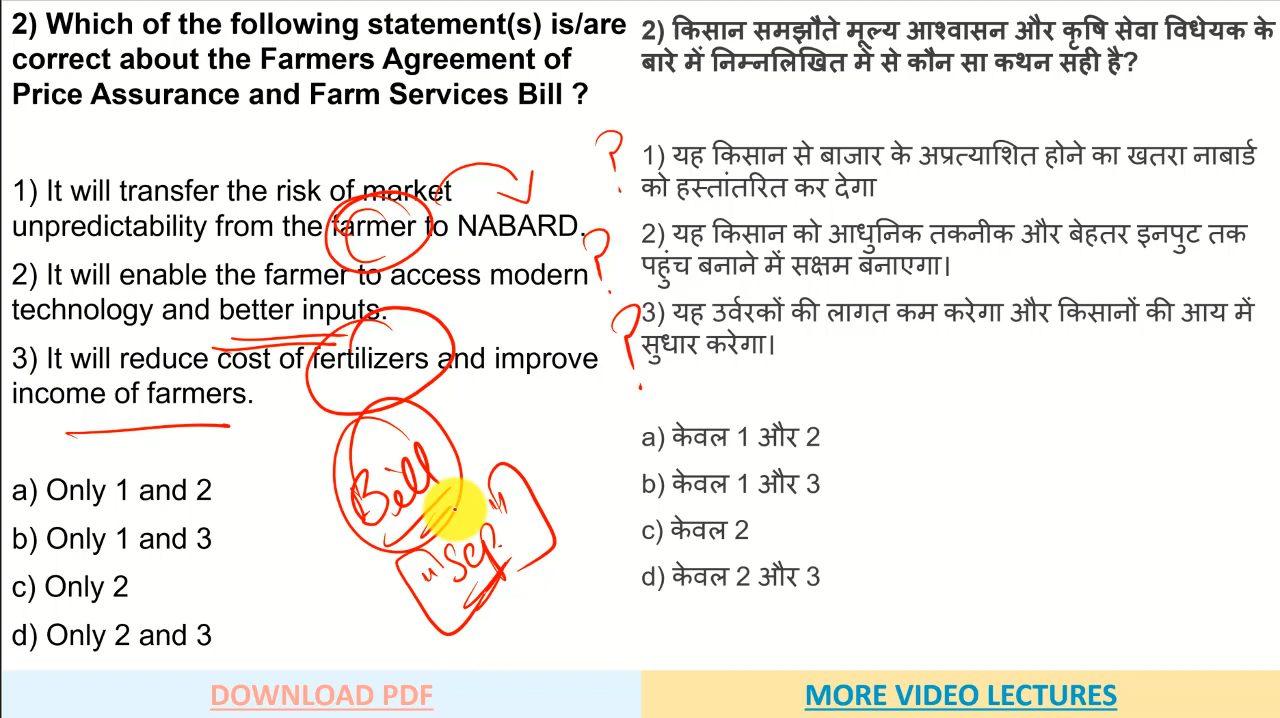 2) Which of the following statement(s) is/are
correct about the Farmers Agreement of
Price Assurance and Farm Services Bill ?
1) It will transfer the risk of market
unpredictability from the farmer to NABARD.
2) It will enable the farmer to access modern
technology and better inputs.
3) It will reduce cost of fertilizers and improve
income of farmers.
a) Only 1 and 2
b) Only 1 and 3
c) Only 2
d) Only 2 and 3
Bill
"Sep"
2) किसान समझौते मूल्य आश्वासन और कृषि सेवा विधेयक के
बारे में निम्नलिखित में से कौन सा कथन सही है?
?
1) यह किसान से बाजार के अप्रत्याशित होने का खतरा नाबार्ड
को हस्तांतरित कर देगा
?
2) यह किसान को आधुनिक तकनीक और बेहतर इनपुट तक
पहुंच बनाने में सक्षम बनाएगा।
?
3) यह उर्वरकों की लागत कम करेगा और किसानों की आय में
सुधार करेगा।
a) केवल 1 और 2
b) केवल 1 और 3
c) केवल 2
d) केवल 2 और 3
DOWNLOAD PDF
MORE VIDEO LECTURES